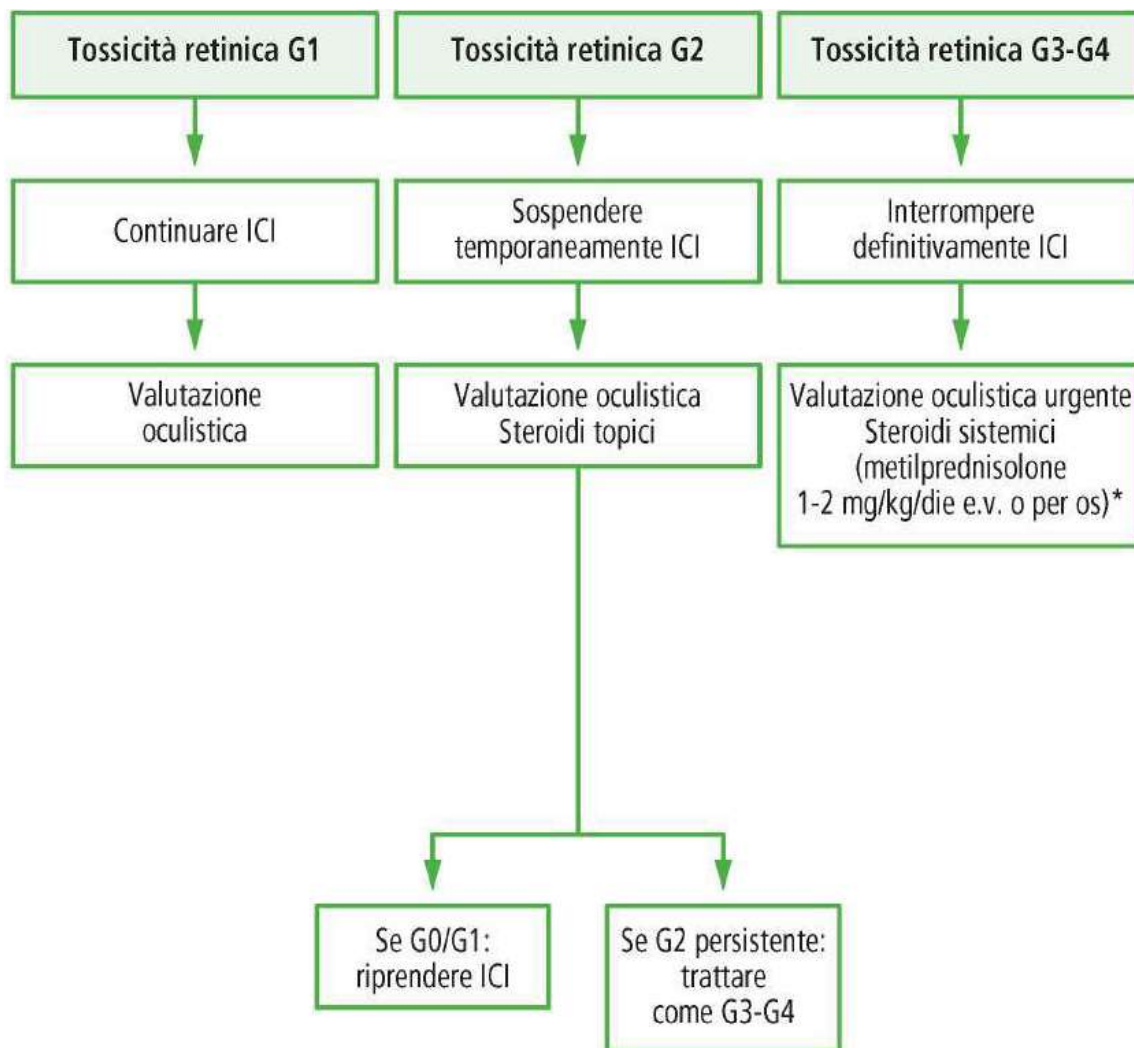 Tossicità retinica G1
Tossicità retinica G2
Tossicità retinica G3-G4
Continuare ICI
Sospendere
temporaneamente ICI
Interrompere
definitivamente ICI
Valutazione
oculistica
Valutazione oculistica
Steroidi topici
Valutazione oculistica urgente
Steroidi sistemici
(metilprednisolone
1-2 mg/kg/die e.v. o per os)*
Se G0/G1:
riprendere ICI
Se G2 persistente:
trattare
come G3-G4